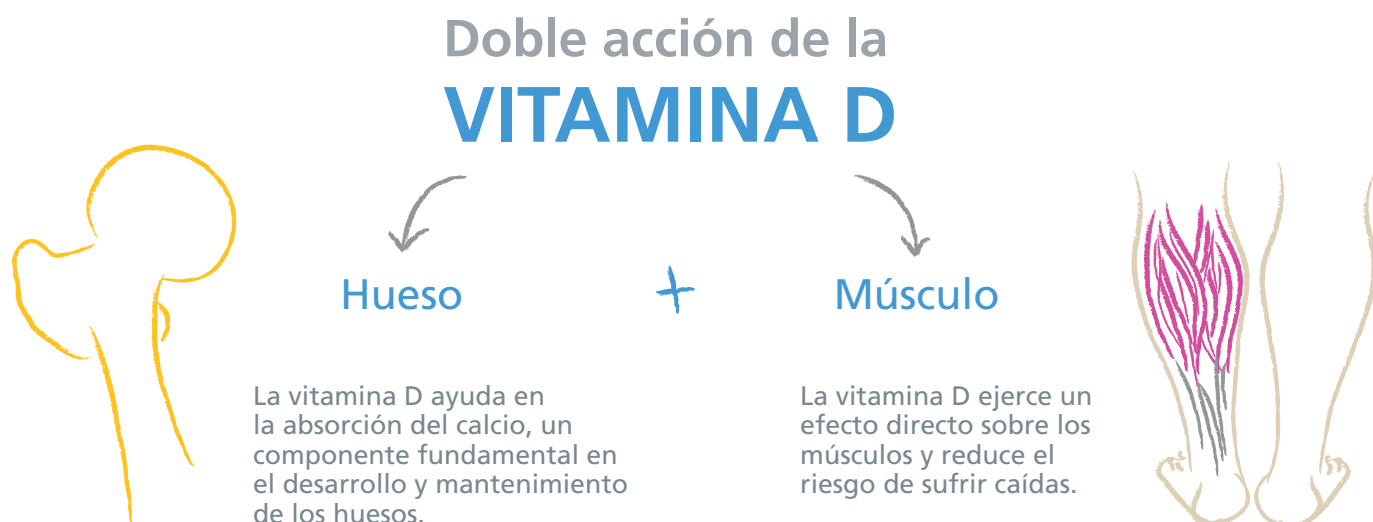 Doble acción de la
VITAMINA D
Hueso
+
Músculo
La vitamina D ayuda en
la absorción del calcio, un
componente fundamental en
el desarrollo y mantenimiento
de los huesos.
La vitamina D ejerce un
efecto directo sobre los
músculos y reduce el
riesgo de sufrir caídas.